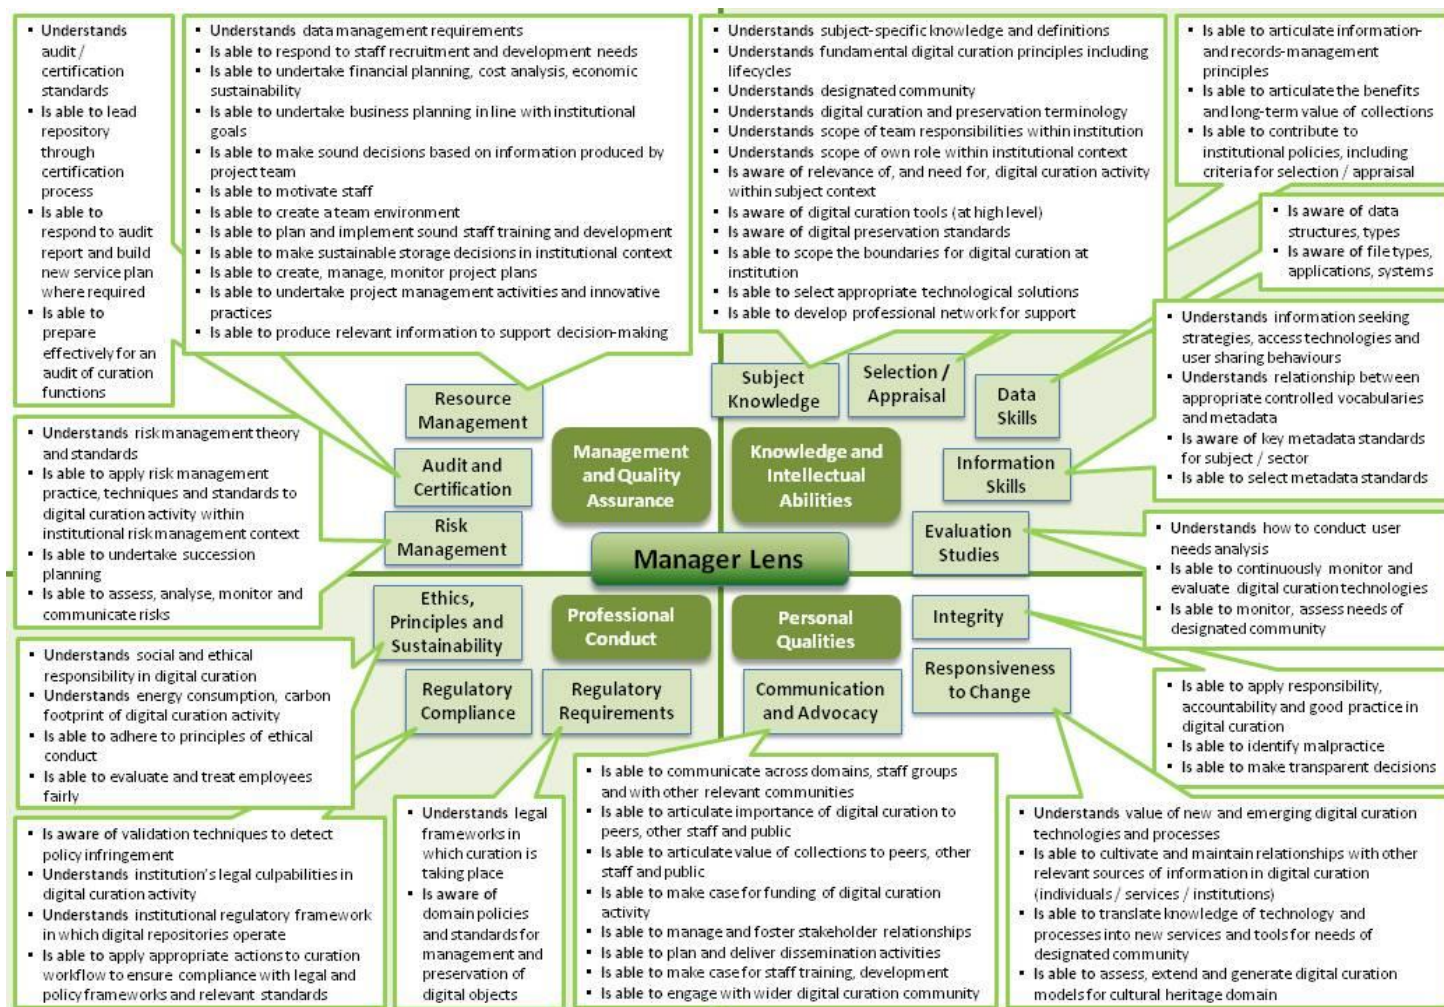 ▪ Understands
audit /
certification
standards
▪ Is able to lead
repository
through
certification
process
▪ Is able to
respond to audit
report and build
new service plan
where required
▪ Is able to
prepare
effectively for an
audit of curation
functions
▪ Understands data management requirements
▪ Is able to respond to staff recruitment and development needs
▪ Is able to undertake financial planning, cost analysis, economic
sustainability
▪ Is able to undertake business planning in line with institutional
goals
▪ Is able to make sound decisions based on information produced by
project team
▪ Is able to motivate staff
▪ Is able to create a team environment
▪ Is able to plan and implement sound staff training and development
▪ Is able to make sustainable storage decisions in institutional context
▪ Is able to create, manage, monitor project plans
▪ Is able to undertake project management activities and innovative
practices
▪ Is able to produce relevant information to support decision-making
▪ Understands subject-specific knowledge and definitions
▪ Understands fundamental digital curation principles including
lifecycles
▪ Understands designated community
▪ Understands digital curation and preservation terminology
▪ Understands scope of team responsibilities within institution
▪ Understands scope of own role within institutional context
▪ Is aware of relevance of, and need for, digital curation activity
within subject context
▪ Is aware of digital curation tools (at high level)
▪ Is aware of digital preservation standards
▪ Is able to scope the boundaries for digital curation at
institution
▪ Is able to select appropriate technological solutions
▪ Is able to develop professional network for support
▪ Is able to articulate information-
and records-management
principles
▪ Is able to articulate the benefits
and long-term value of collections
▪ Is able to contribute to
institutional policies, including
criteria for selection / appraisal
▪ Is aware of data
structures, types
▪ Is aware of file types,
applications, systems
▪ Understands information seeking
strategies, access technologies and
user sharing behaviours
▪ Understands relationship between
appropriate controlled vocabularies
and metadata
▪ Is aware of key metadata standards
for subject / sector
▪ Is able to select metadata standards
Resource
Management
Audit and
Certification
Risk
Management
Management
and Quality
Assurance
Subject
Knowledge
Selection /
Appraisal
Data
Skills
Information
Skills
Evaluation
Studies
Knowledge and
Intellectual
Abilities
▪ Understands risk management theory
and standards
▪ Is able to apply risk management
practice, techniques and standards to
digital curation activity within
institutional risk management context
▪ Is able to undertake succession
planning
▪ Is able to assess, analyse, monitor and
communicate risks
▪ Understands how to conduct user
needs analysis
▪ Is able to continuously monitor and
evaluate digital curation technologies
▪ Is able to monitor, assess needs of
designated community
Manager Lens
Ethics,
Principles and
Sustainability
Professional
Conduct
Personal
Qualities
Integrity
Regulatory
Compliance
Regulatory
Requirements
Communication
and Advocacy
Responsiveness
to Change
▪ Understands social and ethical
responsibility in digital curation
▪ Understands energy consumption, carbon
footprint of digital curation activity
▪ Is able to adhere to principles of ethical
conduct
▪ Is able to evaluate and treat employees
fairly
▪ Is able to apply responsibility,
accountability and good practice in
digital curation
▪ Is able to identify malpractice
▪ Is able to make transparent decisions
▪ Is aware of validation techniques to detect
policy infringement
▪ Understands institution's legal culpabilities in
digital curation activity
▪ Understands institutional regulatory framework
in which digital repositories operate
▪ Is able to apply appropriate actions to curation
workflow to ensure compliance with legal and
policy frameworks and relevant standards
▪ Understands legal
frameworks in
which curation is
taking place
▪ Is aware of
domain policies
and standards for
management and
preservation of
digital objects
▪ Is able to communicate across domains, staff groups
and with other relevant communities
▪ Is able to articulate importance of digital curation to
peers, other staff and public
▪ Is able to articulate value of collections to peers, other
staff and public
▪ Is able to make case for funding of digital curation
activity
▪ Is able to manage and foster stakeholder relationships
▪ Is able to plan and deliver dissemination activities
▪ Is able to make case for staff training, development
▪ Is able to engage with wider digital curation community
▪ Understands value of new and emerging digital curation
technologies and processes
▪ Is able to cultivate and maintain relationships with other
relevant sources of information in digital curation
(individuals / services / institutions)
▪ Is able to translate knowledge of technology and
processes into new services and tools for needs of
designated community
▪ Is able to assess, extend and generate digital curation
models for cultural heritage domain